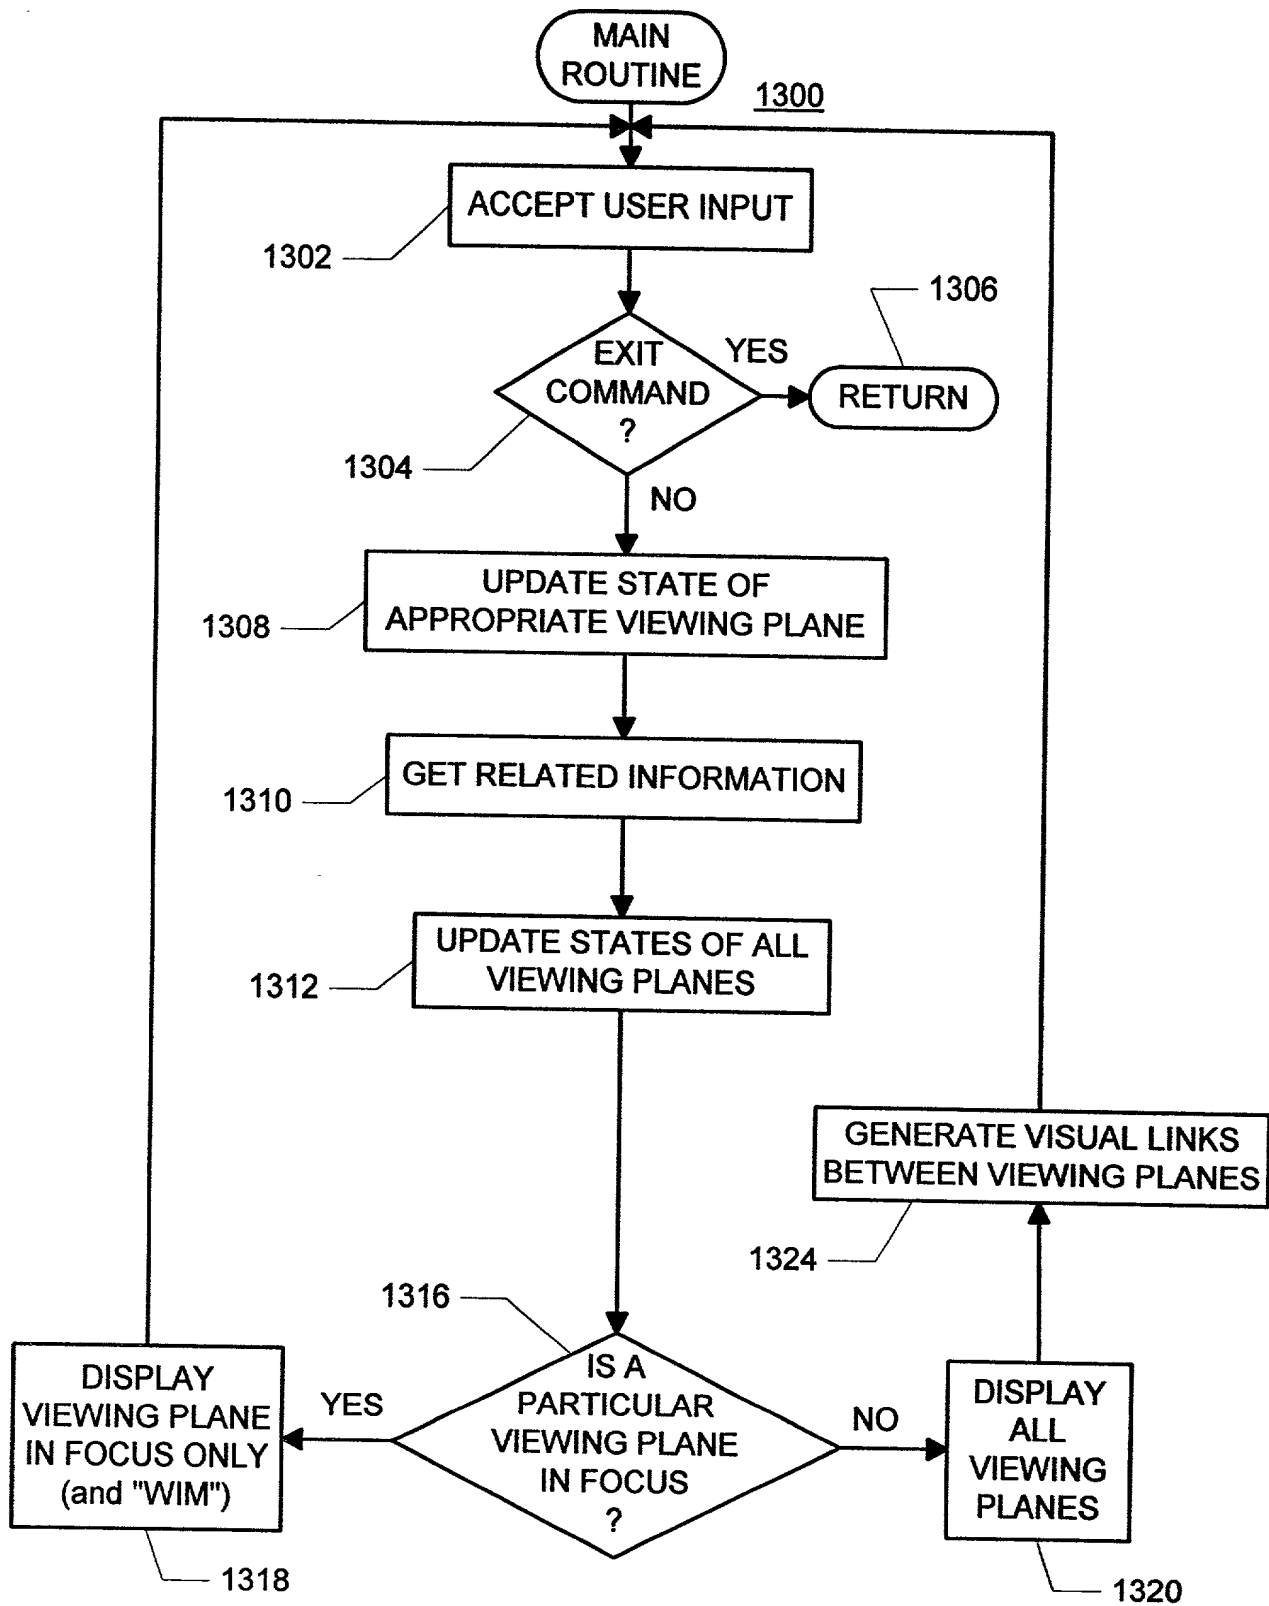 MAIN
ROUTINE
1300
ACCEPT USER INPUT
1302
1306
EXIT
COMMAND
?
YES
RETURN
1304
NO
UPDATE STATE OF
APPROPRIATE VIEWING PLANE
1308
GET RELATED INFORMATION
1310
UPDATE STATES OF ALL
VIEWING PLANES
1312
GENERATE VISUAL LINKS
BETWEEN VIEWING PLANES
1324
1316
IS A
PARTICULAR
VIEWING PLANE
IN FOCUS
?
YES
NO
DISPLAY
VIEWING PLANE
IN FOCUS ONLY
(and "WIM")
1318
DISPLAY
ALL
VIEWING
PLANES
1320